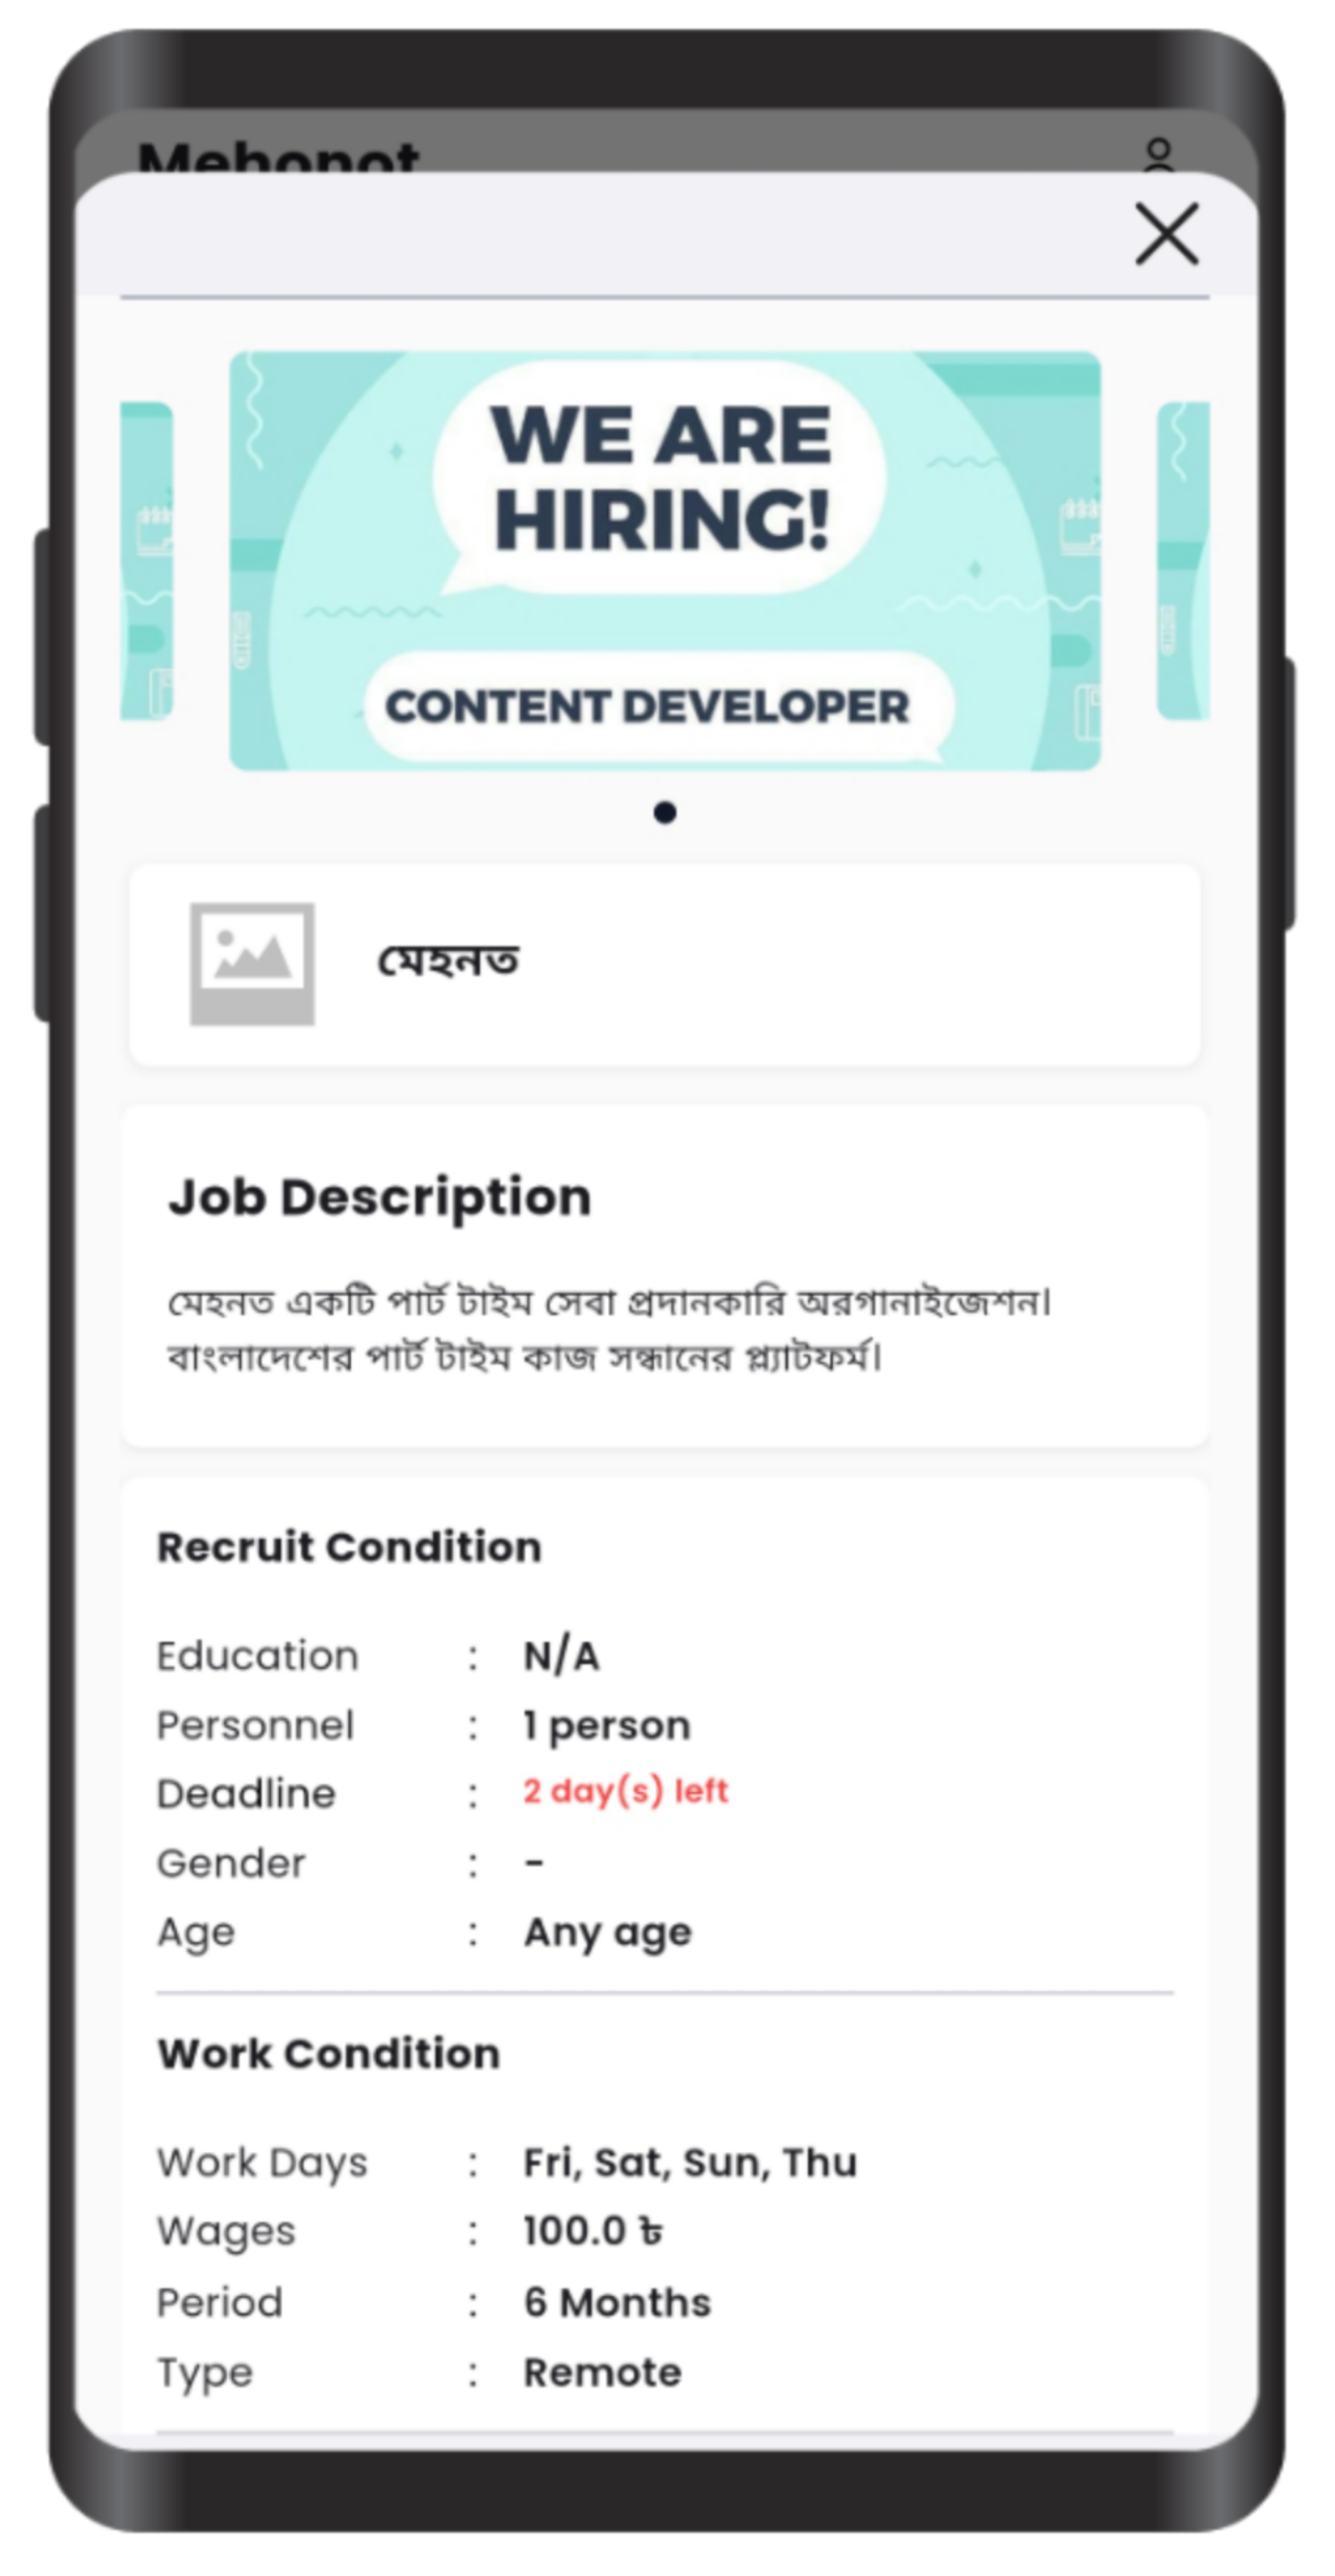 Mehonot
WE ARE
HIRING!
CONTENT DEVELOPER
মেহনত
Job Description
মেহনত একটি পার্ট টাইম সেবা প্রদানকারি অরগানাইজেশন।
বাংলাদেশের পার্ট টাইম কাজ সন্ধানের প্ল্যাটফর্ম।
Recruit Condition
Education : N/A
Personnel : 1 person
Deadline : 2 day(s) left
Gender : -
Age : Any age
Work Condition
Work Days : Fri, Sat, Sun, Thu
Wages : 100.0 ৳
Period : 6 Months
Type : Remote